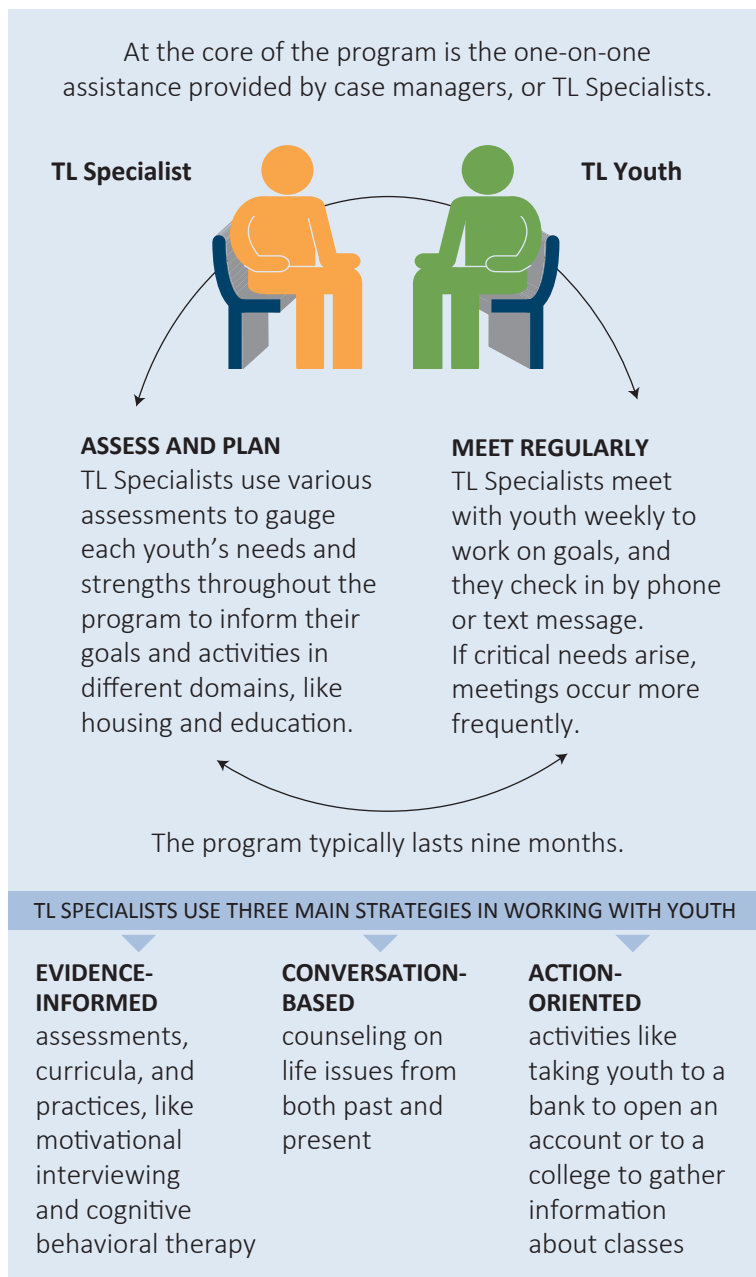 At the core of the program is the one-on-one
assistance provided by case managers, or TL Specialists.
TL Specialist
TL Youth
ASSESS AND PLAN
TL Specialists use various
assessments to gauge
each youth’s needs and
strengths throughout the
program to inform their
goals and activities in
different domains, like
housing and education.
MEET REGULARLY
TL Specialists meet
with youth weekly to
work on goals, and
they check in by phone
or text message.
If critical needs arise,
meetings occur more
frequently.
The program typically lasts nine months.
TL SPECIALISTS USE THREE MAIN STRATEGIES IN WORKING WITH YOUTH
EVIDENCE-
INFORMED
assessments,
curricula, and
practices, like
motivational
interviewing
and cognitive
behavioral therapy
CONVERSATION-
BASED
counseling on
life issues from
both past and
present
ACTION-
ORIENTED
activities like
taking youth to a
bank to open an
account or to a
college to gather
information
about classes